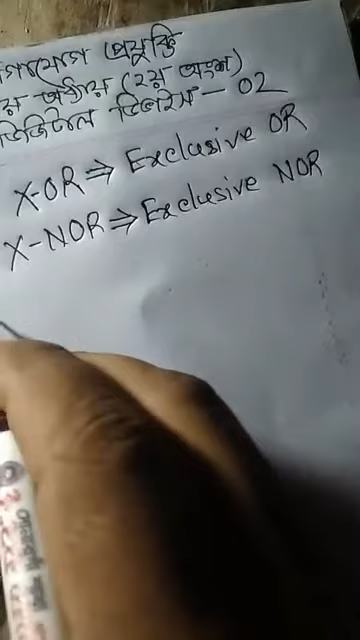 যোগাযোগ প্রযুক্তি
অধ্যায় (২য় অংশ)
ডিজিটাল ডিভাইস - 02
X-OR ⇒ Exclusive OR
X-NOR ⇒ Exclusive NOR